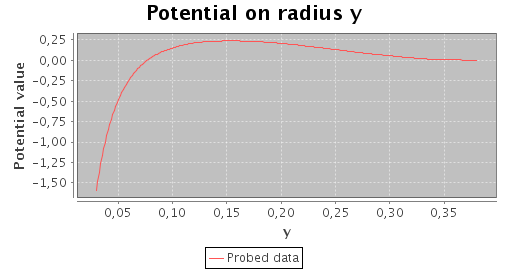 Potential on radius y
Potential value
0,25
0,00
−0,25
−0,50
−0,75
−1,00
−1,25
−1,50
0,05 0,10 0,15 0,20 0,25 0,30 0,35
y
Probed data